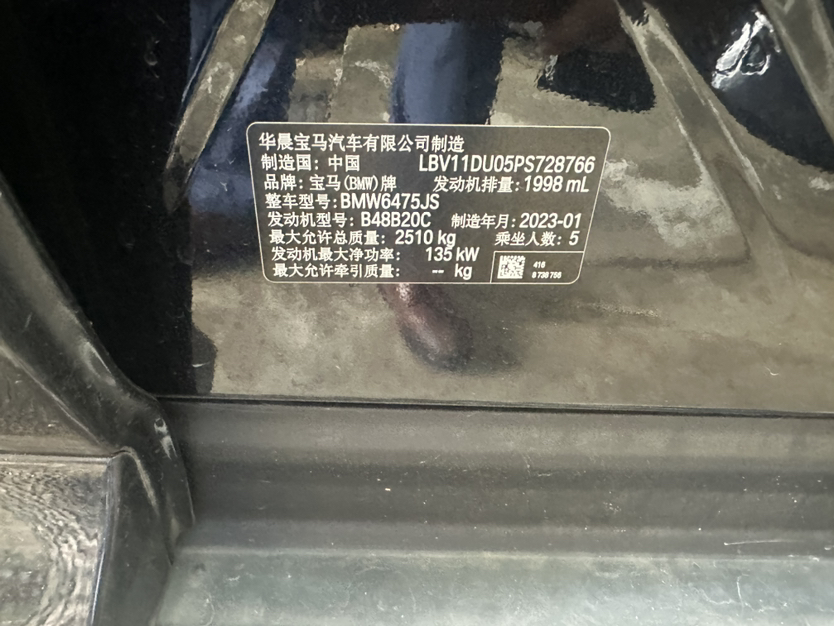 华晨宝马汽车有限公司制造
制造国: 中国 LBV11DU05PS728766
品牌: 宝马(BMW)牌 发动机排量: 1998 mL
整车型号: BMW6475JS
发动机型号: B48B20C 制造年月: 2023-01
最大允许总质量: 2510 kg 乘坐人数: 5
发动机最大净功率: 135 kW
最大允许牵引质量: -- kg
416
8 738 756